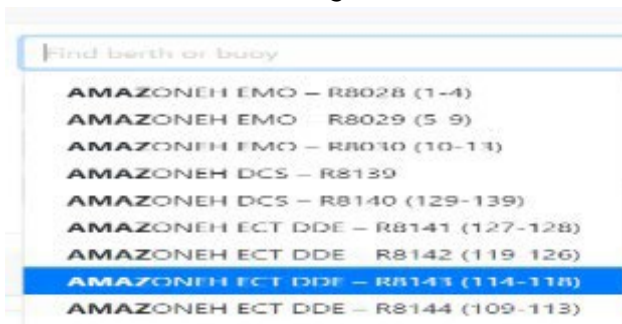 Find berth or buoy
AMAZONEH EMO – R8028 (1-4)
AMAZONEH EMO – R8029 (5-9)
AMAZONEH EMO – R8030 (10-13)
AMAZONEH DCS – R8139
AMAZONEH DCS – R8140 (129-139)
AMAZONEH ECT DDE – R8141 (127-128)
AMAZONEH ECT DDE – R8142 (119-126)
AMAZONEH ECT DDE – R8143 (114-118)
AMAZONEH ECT DDE – R8144 (109-113)